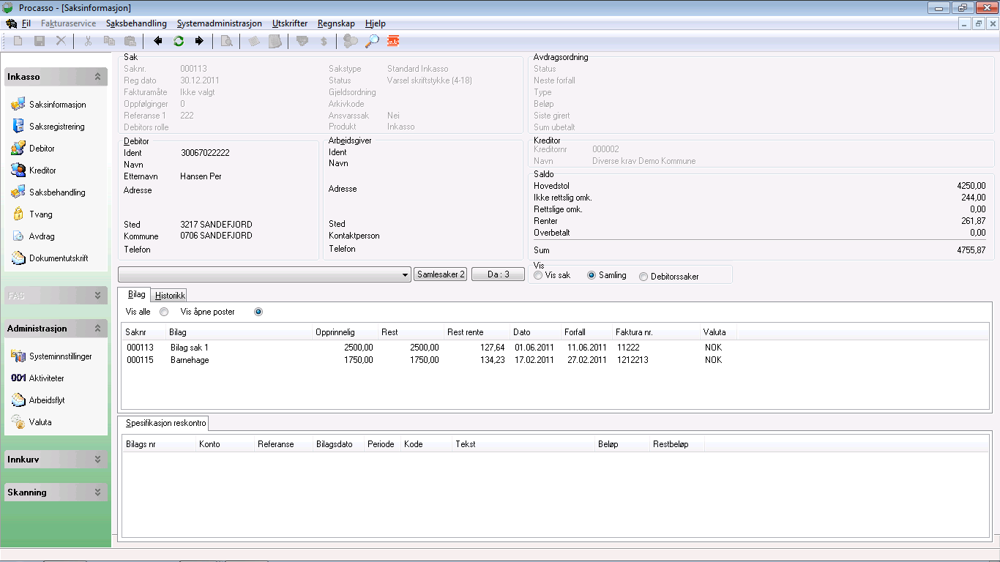 Procasso - [Saksinformasjon]
Fil Fakturaservice Saksbehandling Systemadministrasjon Utskrifter Regnskap Hjelp
Inkasso
Saksinformasjon
Saksregistrering
Debitor
Kreditor
Saksbehandling
Tvang
Avdrag
Dokumentutskrift
FAS
Administrasjon
Systeminnstillinger
001 Aktiviteter
Arbeidsflyt
Valuta
Innkurv
Skanning
Sak
Saknr. 000113 Sakstype Standard Inkasso
Reg dato 30.12.2011 Status Varsel skriftstykke (4-18)
Fakturamåte Ikke valgt Gjeldsordning
Oppfølginger 0 Arkivkode
Referanse 1 222 Ansvarssak Nei
Debitors rolle Produkt Inkasso
Avdragsordning
Status
Neste forfall
Type
Beløp
Siste girert
Sum ubetalt
Debitor
Ident 30067022222
Navn
Etternavn Hansen Per
Adresse
Sted 3217 SANDEFJORD
Kommune 0706 SANDEFJORD
Telefon
Arbeidsgiver
Ident
Navn
Adresse
Sted
Kontaktperson
Telefon
Kreditor
Kreditornr 000002
Navn Diverse krav Demo Kommune
Saldo
Hovedstol 4250,00
Ikke rettslig omk. 244,00
Rettslige omk. 0,00
Renter 261,87
Overbetalt 0,00
Sum 4755,87
Samlesaker 2 Da : 3
Vis
Vis sak Samling Debitorssaker
Bilag Historikk
Vis alle Vis åpne poster
Saknr Bilag Opprinnelig Rest Rest rente Dato Forfall Faktura nr. Valuta
000113 Bilag sak 1 2500,00 2500,00 127,64 01.06.2011 11.06.2011 11222 NOK
000115 Barnehage 1750,00 1750,00 134,23 17.02.2011 27.02.2011 1212213 NOK
Spesifikasjon reskontro
Bilags nr Konto Referanse Bilagsdato Periode Kode Tekst Beløp Restbeløp